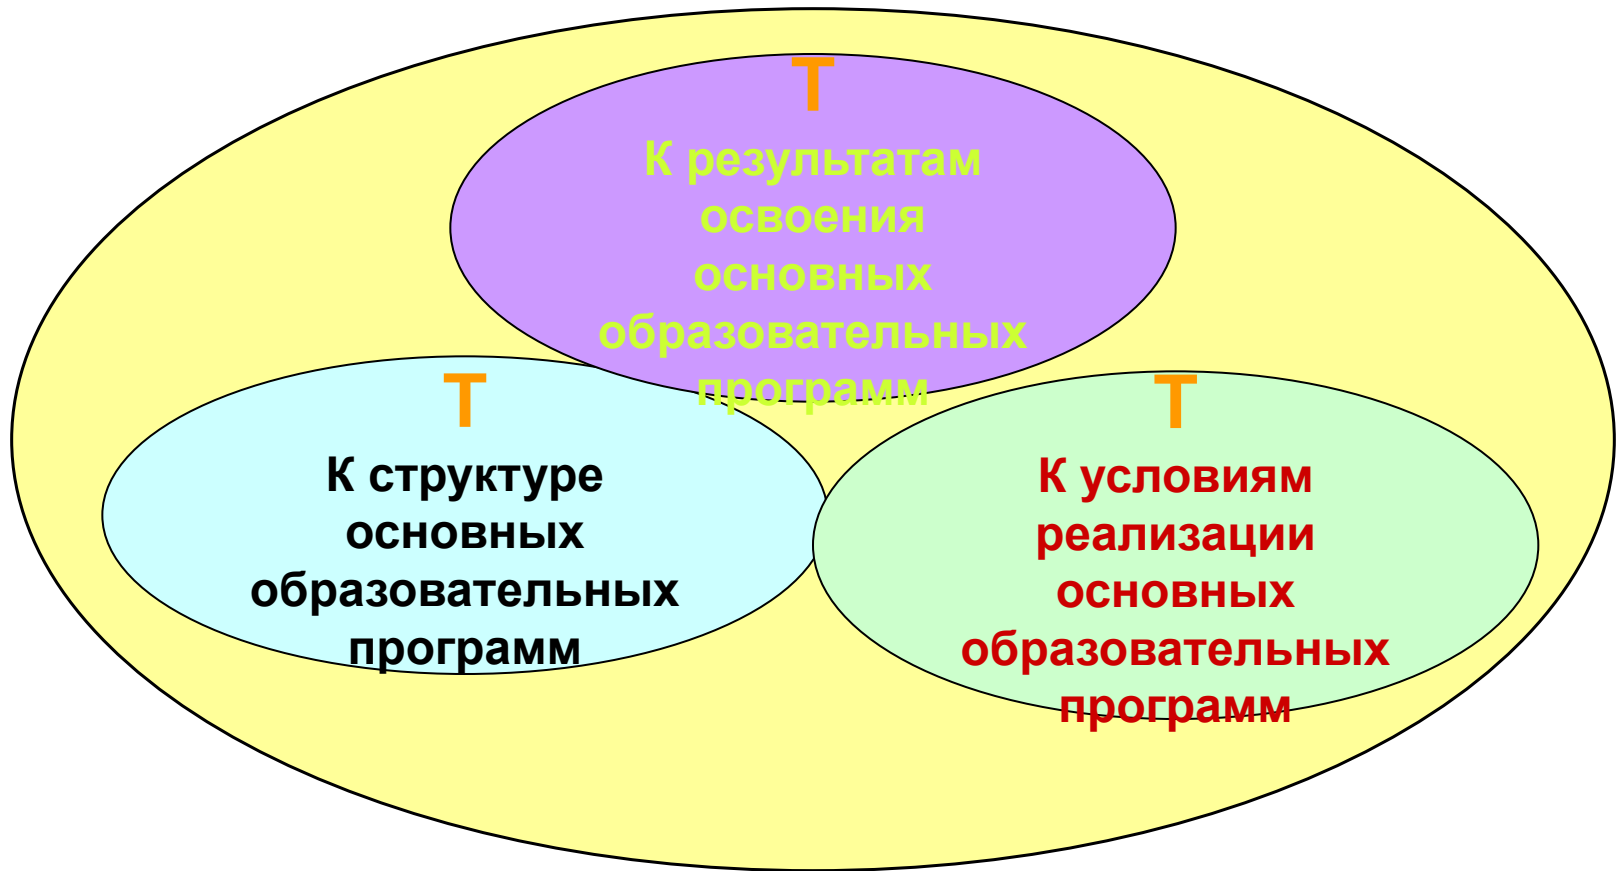 Т
К результатам
освоения
основных
образовательных
программ
Т
К структуре
основных
образовательных
программ
Т
К условиям
реализации
основных
образовательных
программ